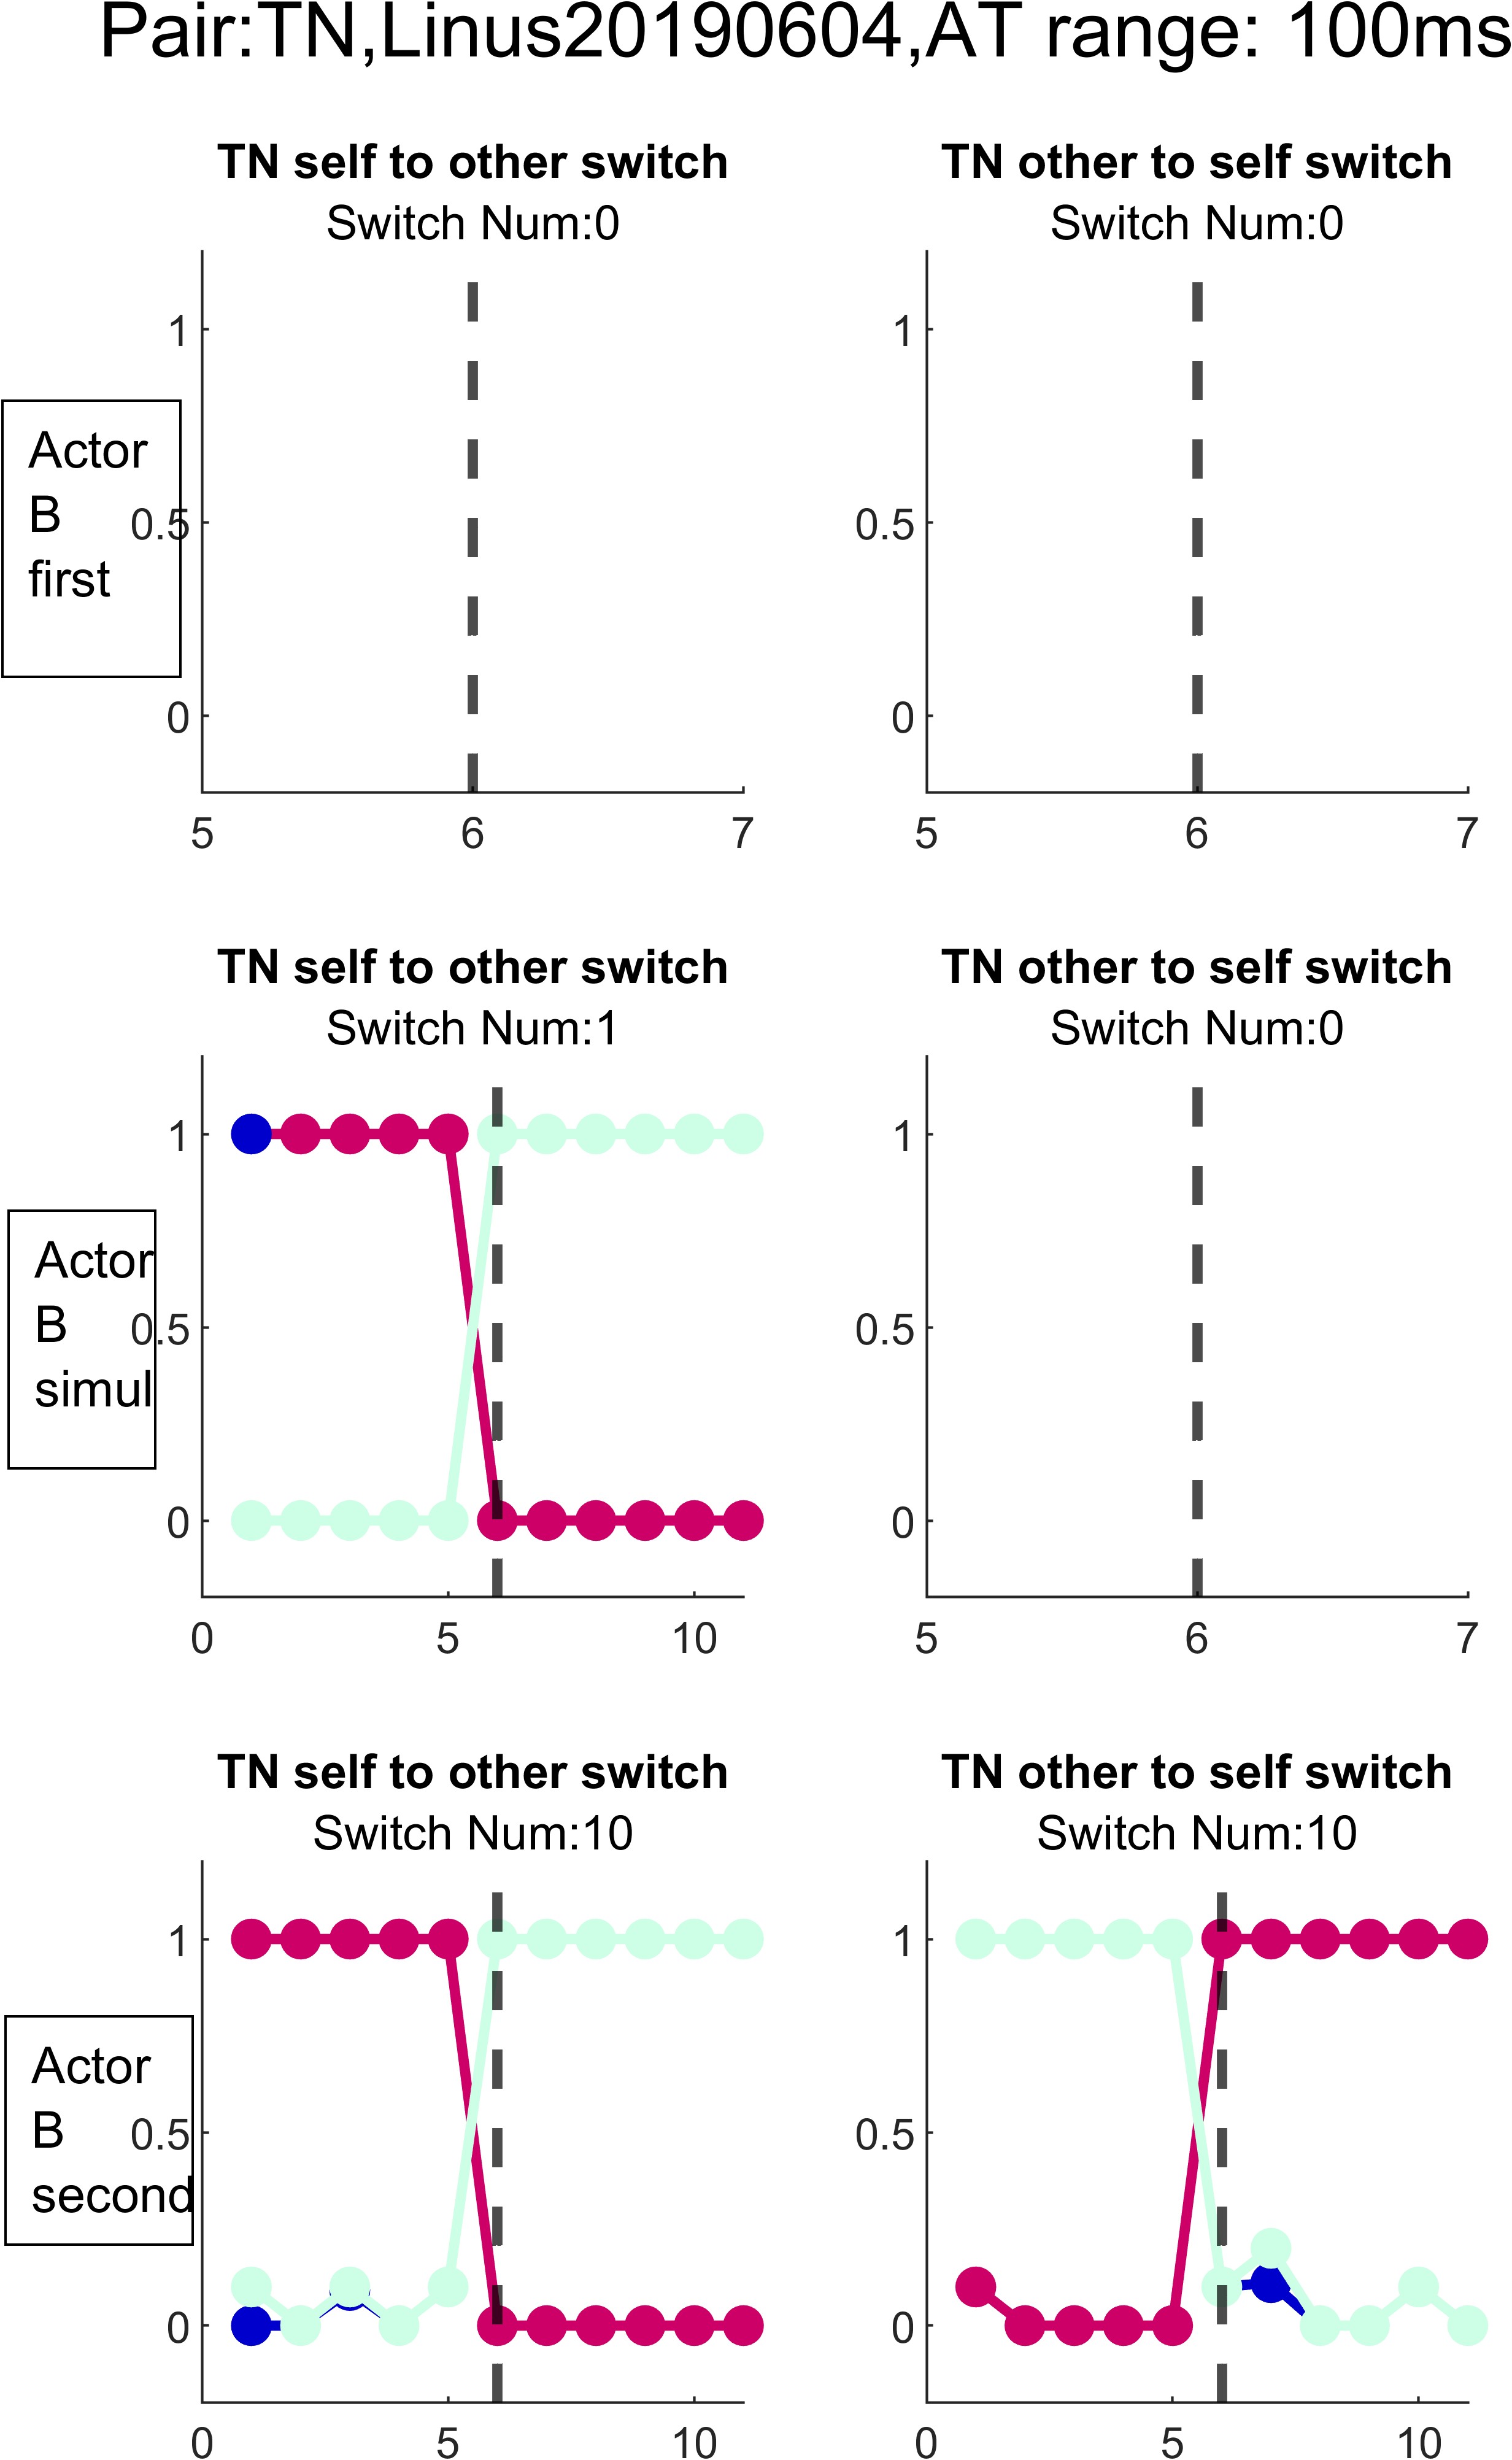 Pair:TN,Linus20190604,AT range: 100ms
TN self to other switch
Switch Num:0
TN other to self switch
Switch Num:0
Actor
B
first
1
0.5
0
5
6
7
1
0.5
0
5
6
7
TN self to other switch
Switch Num:1
TN other to self switch
Switch Num:0
Actor
B
simul
1
0.5
0
0
5
10
1
0.5
0
5
6
7
TN self to other switch
Switch Num:10
TN other to self switch
Switch Num:10
Actor
B
second
1
0.5
0
0
5
10
1
0.5
0
0
5
10